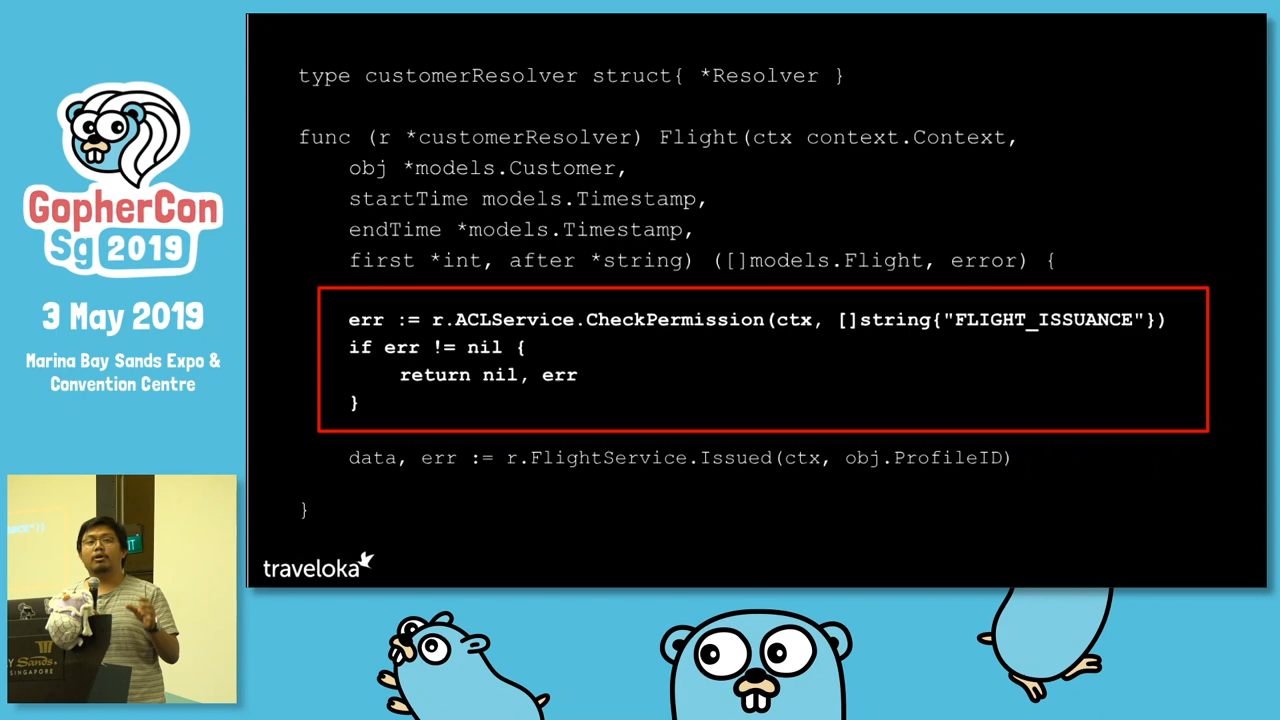 GopherCon
Sg 2019
3 May 2019
Marina Bay Sands Expo &
Convention Centre
type customerResolver struct{ *Resolver }
func (r *customerResolver) Flight(ctx context.Context,
obj *models.Customer,
startTime models.Timestamp,
endTime *models.Timestamp,
first *int, after *string) ([]models.Flight, error) {
err := r.ACLService.CheckPermission(ctx, []string{"FLIGHT_ISSUANCE"})
if err != nil {
return nil, err
}
data, err := r.FlightService.Issued(ctx, obj.ProfileID)
}
traveloka
Sands.
SINGAPORE